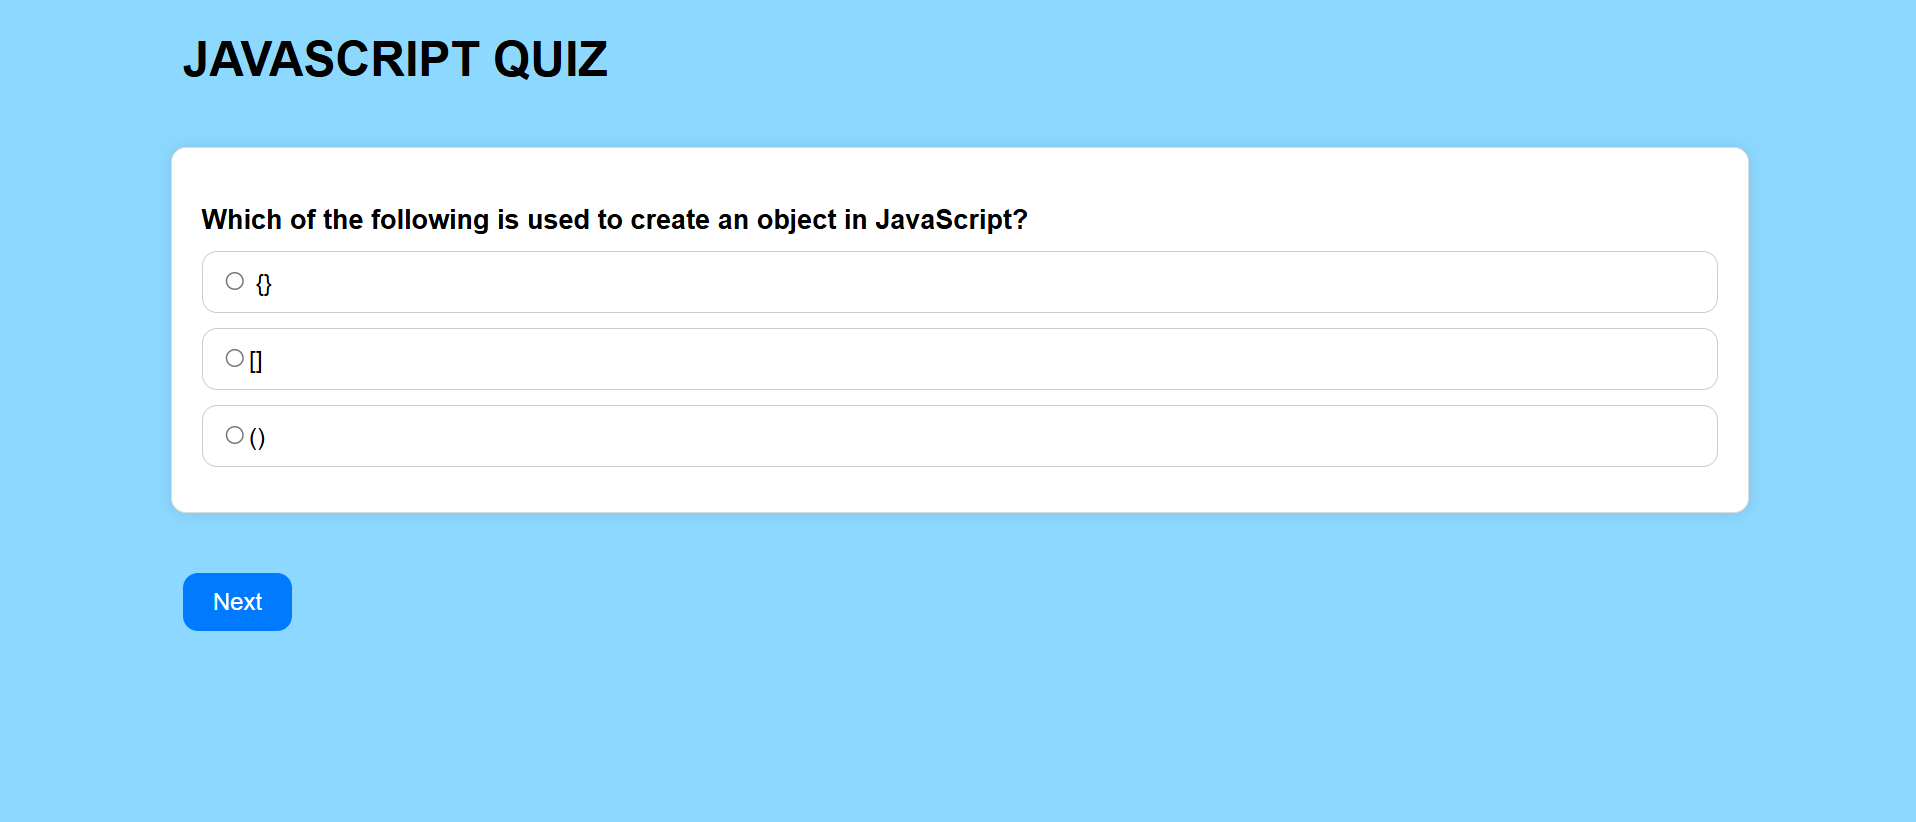 JAVASCRIPT QUIZ
Which of the following is used to create an object in JavaScript?
{}
[]
()
Next